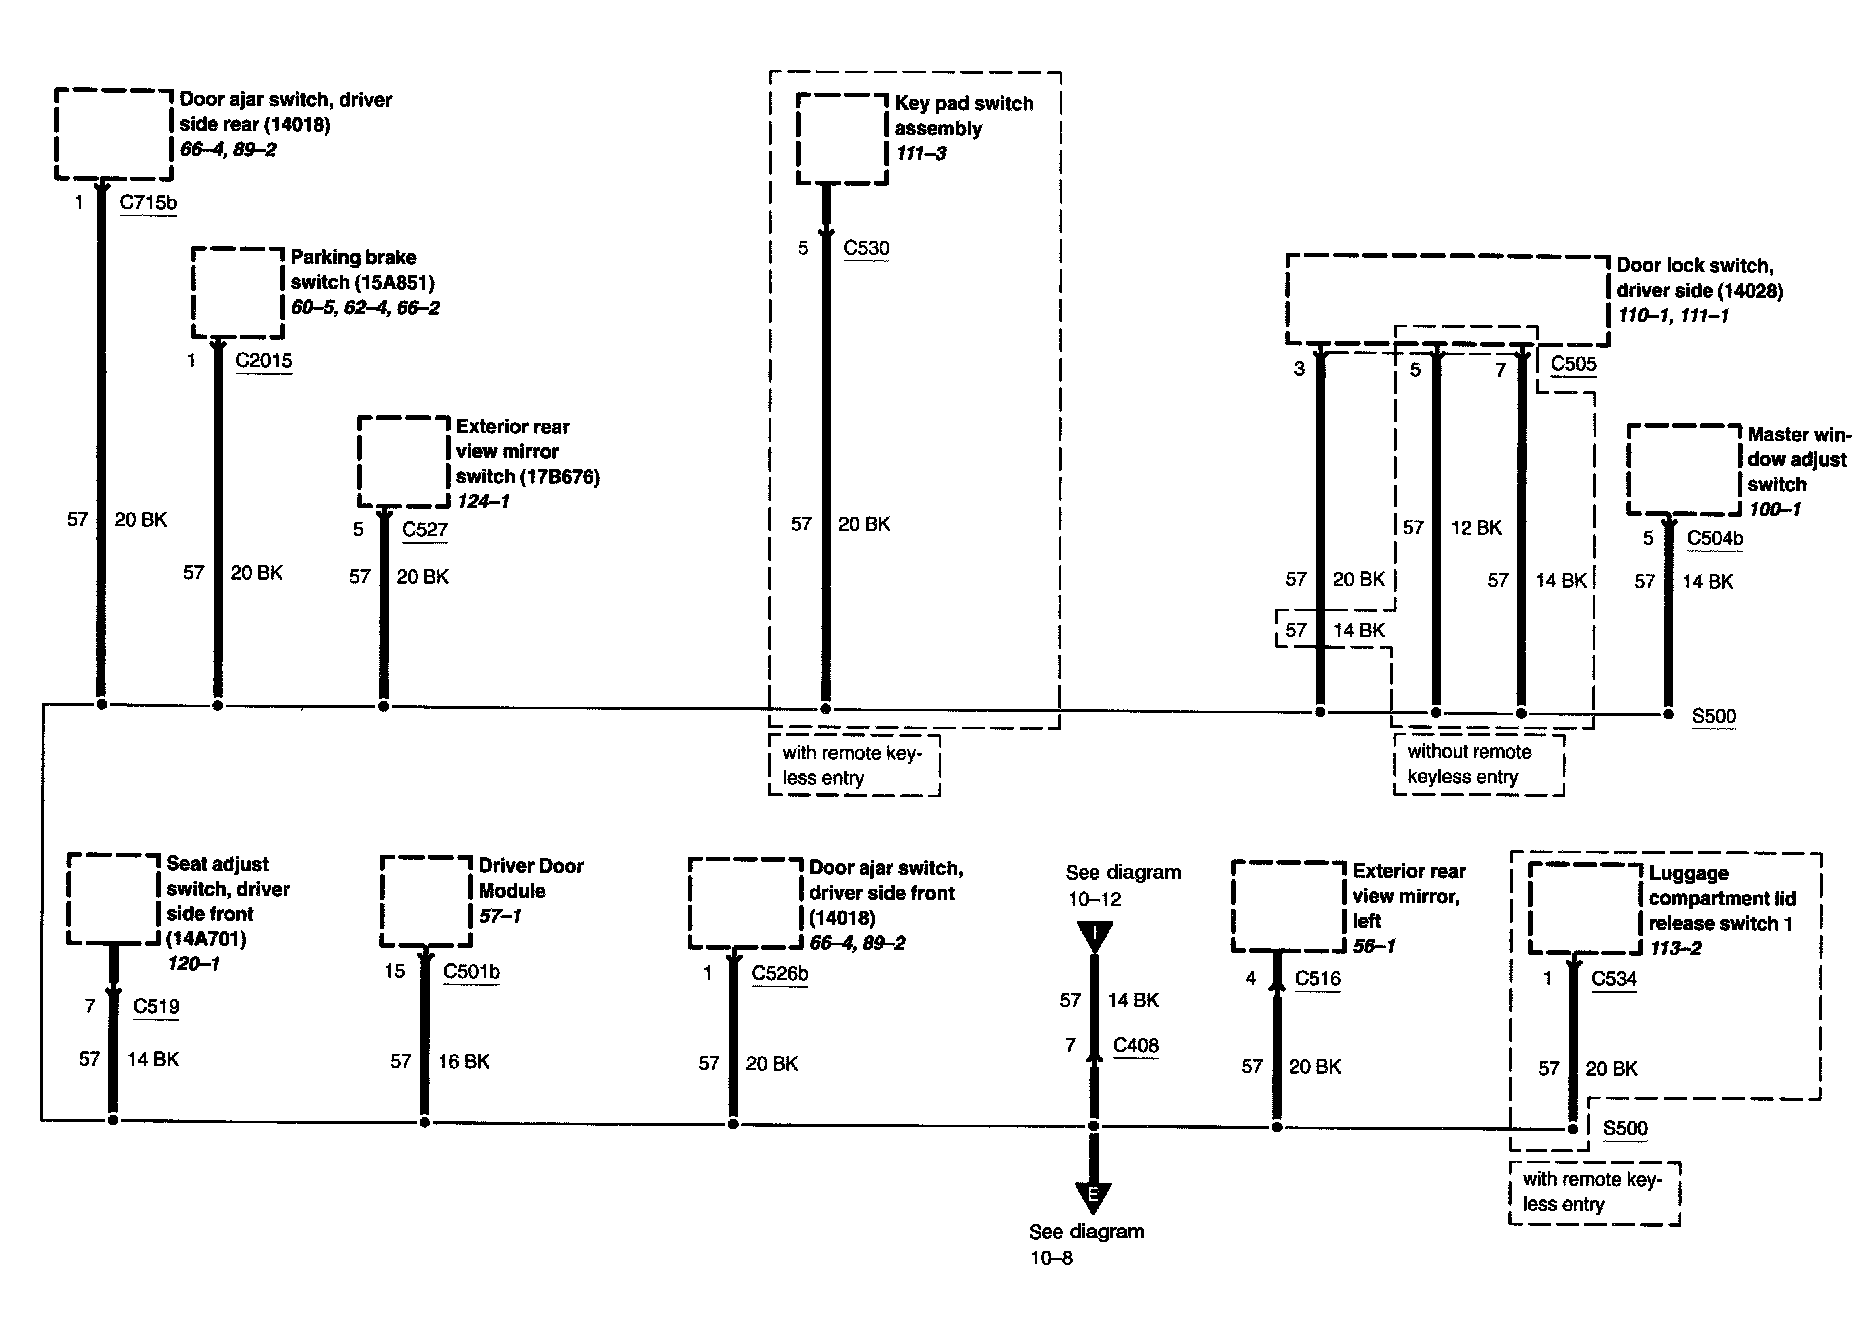 Door ajar switch, driver
side rear (14018)
66–4, 89–2
1
C715b
57
20 BK
Parking brake
switch (15A851)
60–5, 62–4, 66–2
1
C2015
57
20 BK
Exterior rear
view mirror
switch (17B676)
124–1
5
C527
57
20 BK
Key pad switch
assembly
111–3
5
C530
57
20 BK
with remote key-
less entry
Door lock switch,
driver side (14028)
110–1, 111–1
3
5
7
C505
57
20 BK
57
14 BK
57
12 BK
57
14 BK
without remote
keyless entry
Master win-
dow adjust
switch
100–1
5
C504b
57
14 BK
S500
Seat adjust
switch, driver
side front
(14A701)
120–1
7
C519
57
14 BK
Driver Door
Module
57–1
15
C501b
57
16 BK
Door ajar switch,
driver side front
(14018)
66–4, 89–2
1
C526b
57
20 BK
See diagram
10–12
I
57
14 BK
7
C408
E
See diagram
10–8
Exterior rear
view mirror,
left
56–1
4
C516
57
20 BK
Luggage
compartment lid
release switch 1
113–2
1
C534
57
20 BK
S500
with remote key-
less entry